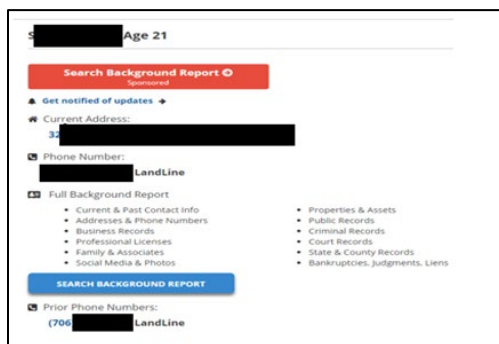 S Age 21
Search Background Report
Sponsored
Get notified of updates
Current Address:
32
Phone Number:
LandLine
Full Background Report
Current & Past Contact Info
Addresses & Phone Numbers
Business Records
Professional Licenses
Family & Associates
Social Media & Photos
Properties & Assets
Public Records
Criminal Records
Court Records
State & County Records
Bankruptcies, Judgments, Liens
SEARCH BACKGROUND REPORT
Prior Phone Numbers:
(706 LandLine